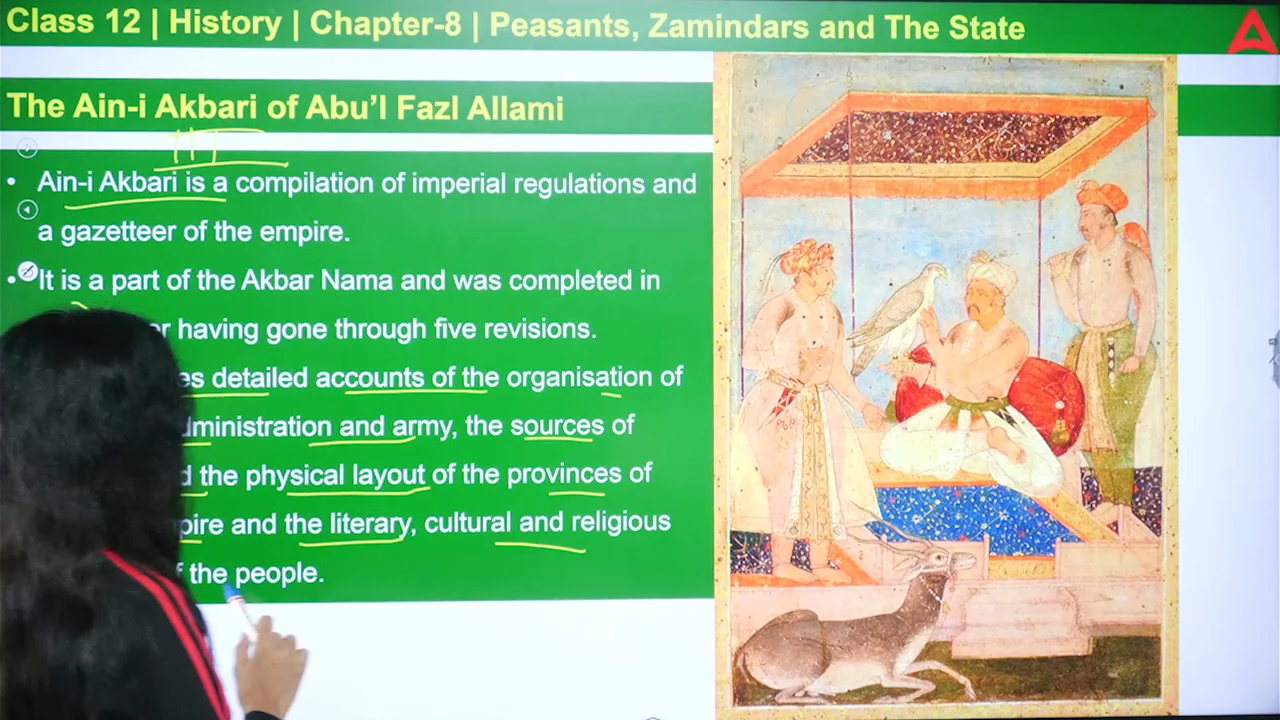 Class 12 | History | Chapter-8 | Peasants, Zamindars and The State
The Ain-i Akbari of Abu'l Fazl Allami
• Ain-i Akbari is a compilation of imperial regulations and
a gazetteer of the empire.
• It is a part of the Akbar Nama and was completed in
having gone through five revisions.
detailed accounts of the organisation of
and army, the sources of
the physical layout of the provinces of
and the literary, cultural and religious
the people.